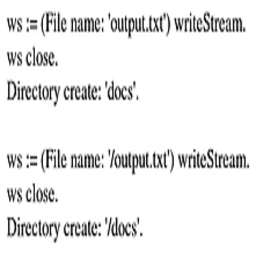 ws := (File name: 'output.txt') writeStream.
ws close.
Directory create: 'docs'.
ws := (File name: '/output.txt') writeStream.
ws close.
Directory create: '/docs'.